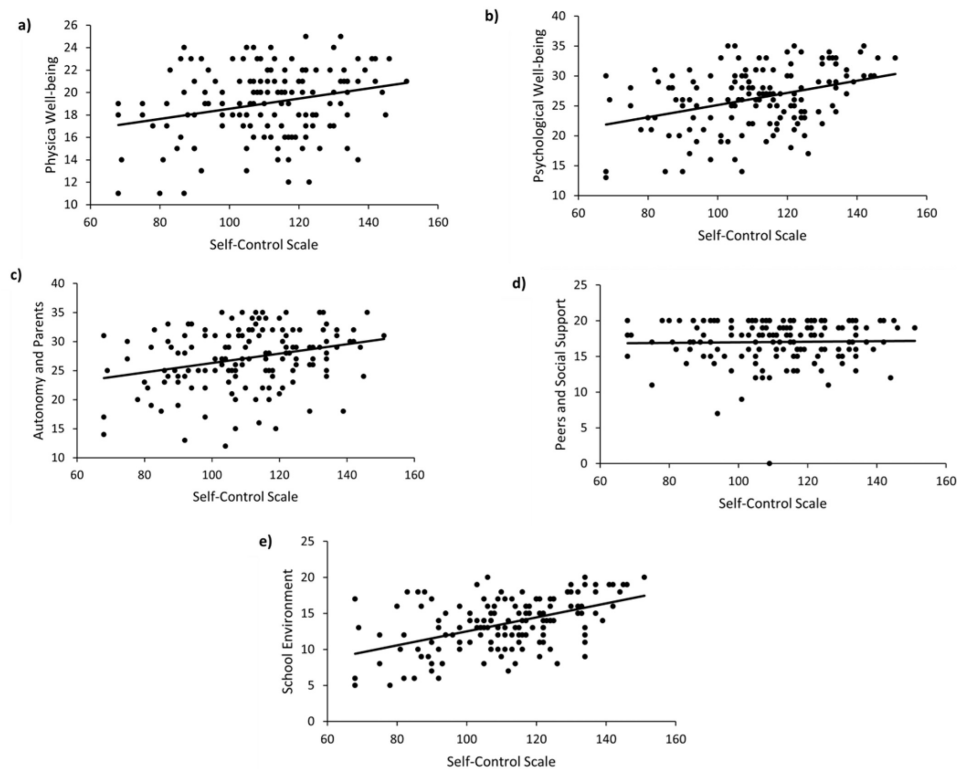 a)
Physica Well-being
26
24
22
20
18
16
14
12
10
60 80 100 120 140 160
Self-Control Scale
b)
Psychological Well-being
40
35
30
25
20
15
10
60 80 100 120 140 160
Self-Control Scale
c)
Autonomy and Parents
40
35
30
25
20
15
10
60 80 100 120 140 160
Self-Control Scale
d)
Peers and Social Support
25
20
15
10
5
0
60 80 100 120 140 160
Self-Control Scale
e)
School Environment
25
20
15
10
5
0
60 80 100 120 140 160
Self-Control Scale